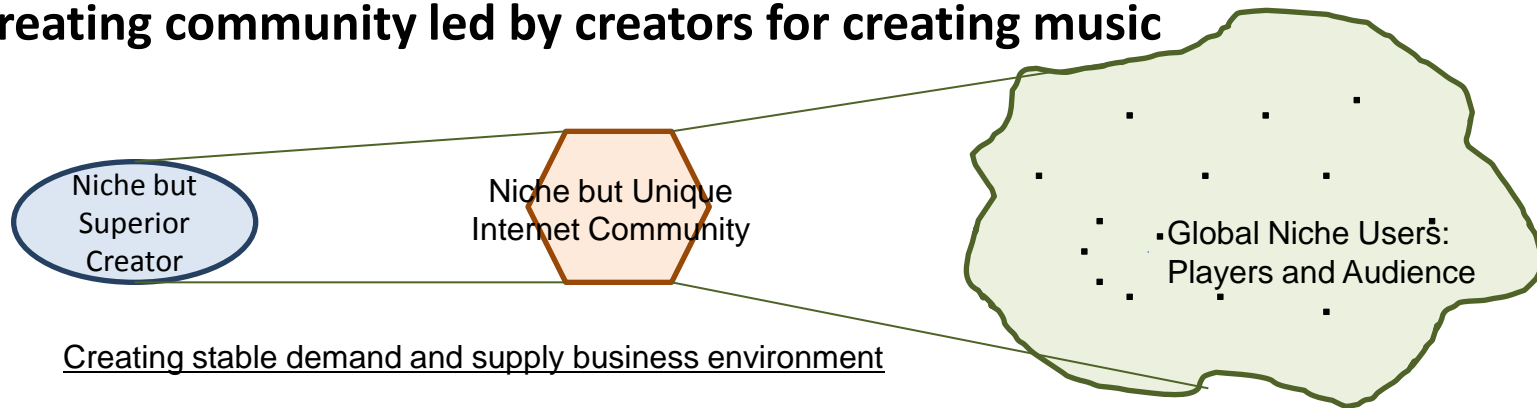 reating community led by creators for creating music
Niche but
Superior
Creator
Niche but Unique
Internet Community
Global Niche Users:
Players and Audience
Creating stable demand and supply business environment